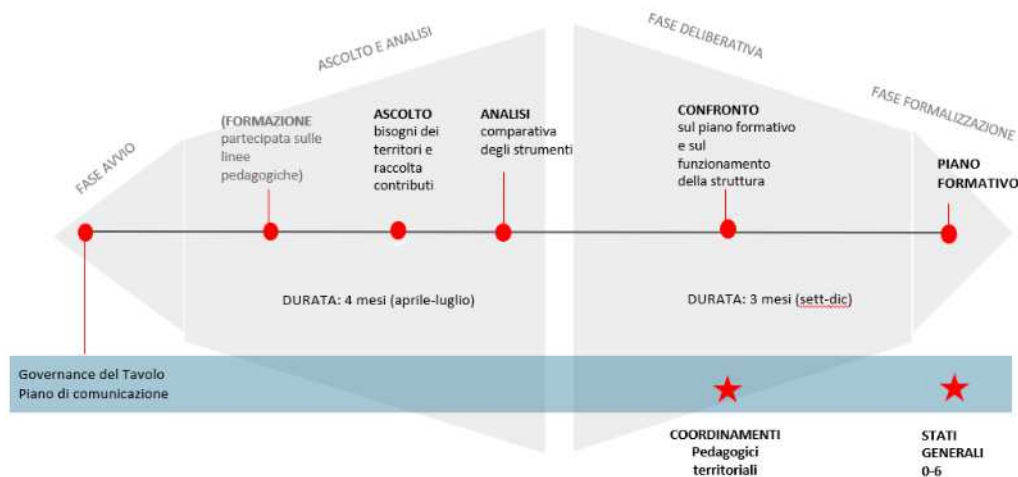 ASCOLTO E ANALISI
FASE DELIBERATIVA
FASE AVVIO
FASE FORMALIZZAZIONE
(FORMAZIONE
partecipata sulle
linee
pedagogiche)
ASCOLTO
bisogni dei
territori e
raccolta
contributi
ANALISI
comparativa
degli strumenti
CONFRONTO
sul piano formativo
e sul
funzionamento
della struttura
PIANO
FORMATIVO
DURATA: 4 mesi (aprile-luglio)
DURATA: 3 mesi (sett-dic)
Governance del Tavolo
Piano di comunicazione
COORDINAMENTI
Pedagogici
territoriali
STATI
GENERALI
0-6